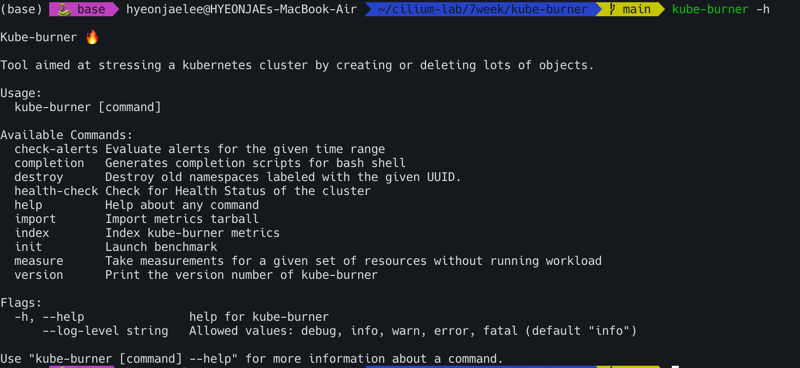 (base) 🐍 base hyeonjaelee@HYEONJAEs-MacBook-Air ~/cilium-lab/7week/kube-burner main kube-burner -h
Kube-burner 🔥
Tool aimed at stressing a kubernetes cluster by creating or deleting lots of objects.
Usage:
  kube-burner [command]
Available Commands:
  check-alerts Evaluate alerts for the given time range
  completion   Generates completion scripts for bash shell
  destroy      Destroy old namespaces labeled with the given UUID.
  health-check Check for Health Status of the cluster
  help         Help about any command
  import       Import metrics tarball
  index        Index kube-burner metrics
  init         Launch benchmark
  measure      Take measurements for a given set of resources without running workload
  version      Print the version number of kube-burner
Flags:
  -h, --help               help for kube-burner
      --log-level string   Allowed values: debug, info, warn, error, fatal (default "info")
Use "kube-burner [command] --help" for more information about a command.